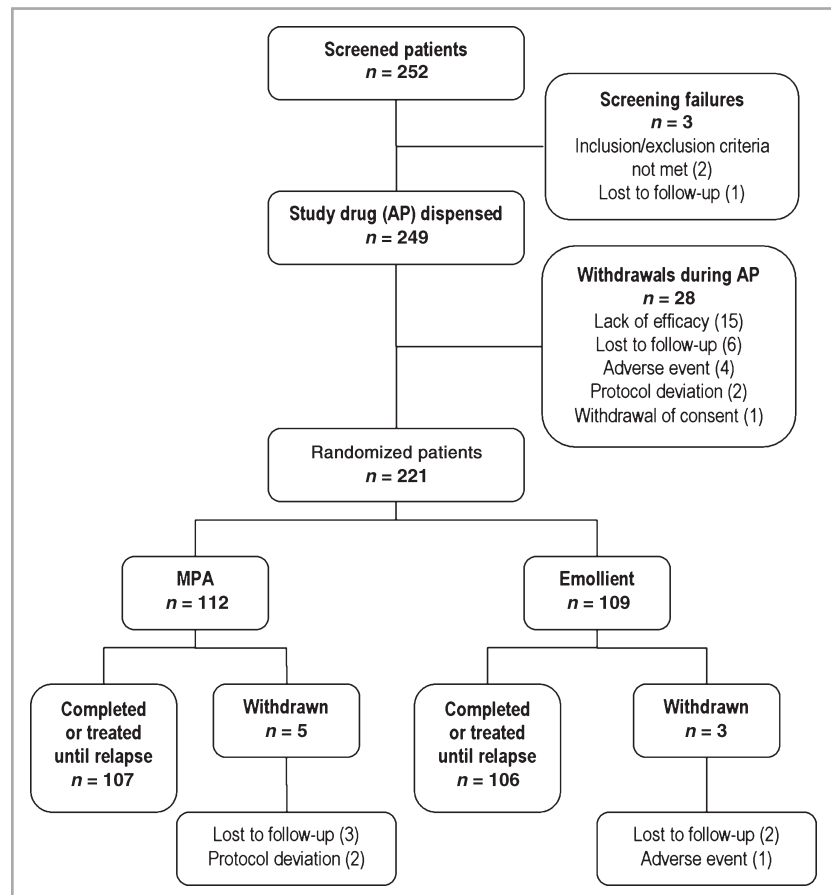 Screened patients
n = 252
Screening failures
n = 3
Inclusion/exclusion criteria
not met (2)
Lost to follow-up (1)
Study drug (AP) dispensed
n = 249
Withdrawals during AP
n = 28
Lack of efficacy (15)
Lost to follow-up (6)
Adverse event (4)
Protocol deviation (2)
Withdrawal of consent (1)
Randomized patients
n = 221
MPA
n = 112
Emollient
n = 109
Completed
or treated
until relapse
n = 107
Withdrawn
n = 5
Completed
or treated
until relapse
n = 106
Withdrawn
n = 3
Lost to follow-up (3)
Protocol deviation (2)
Lost to follow-up (2)
Adverse event (1)